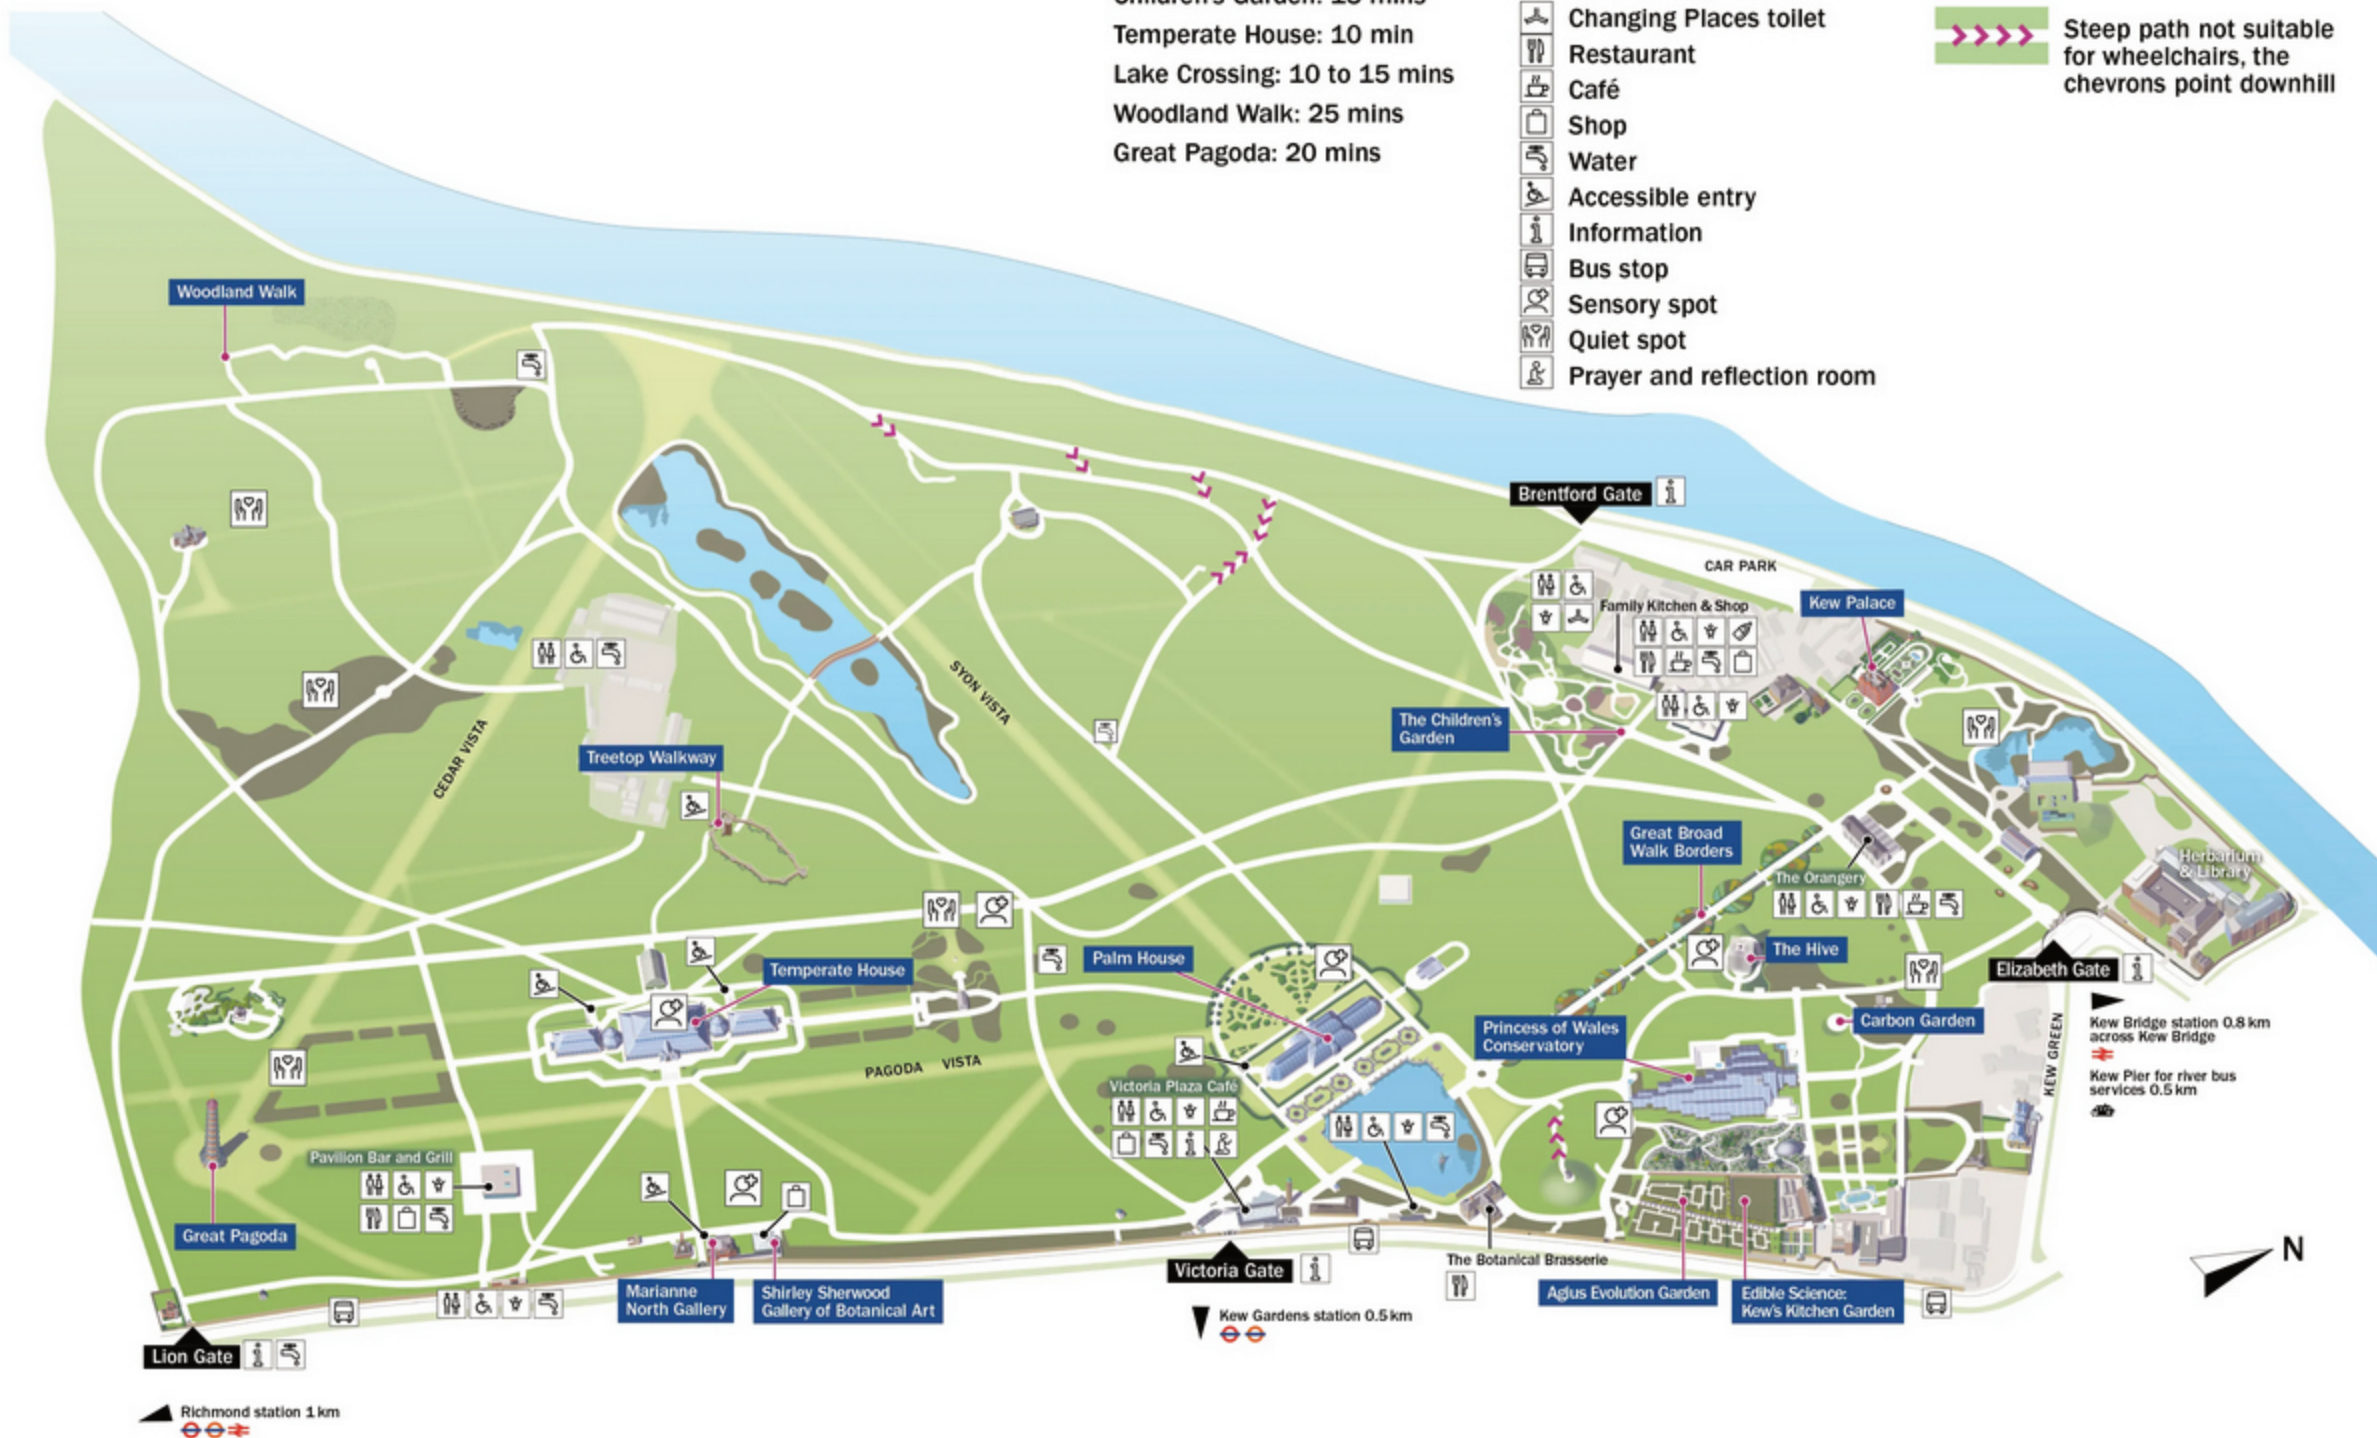 Temperate House: 10 min
Lake Crossing: 10 to 15 mins
Woodland Walk: 25 mins
Great Pagoda: 20 mins
Changing Places toilet
Restaurant
Café
Shop
Water
Accessible entry
Information
Bus stop
Sensory spot
Quiet spot
Prayer and reflection room
Steep path not suitable
for wheelchairs, the
chevrons point downhill
Woodland Walk
Brentford Gate
CAR PARK
Family Kitchen & Shop
Kew Palace
SYON VISTA
CEDAR VISTA
The Children's
Garden
Treetop Walkway
Great Broad
Walk Borders
The Orangery
Herbarium
& Library
Temperate House
Palm House
The Hive
Elizabeth Gate
Kew Bridge station 0.8 km
across Kew Bridge
Kew Pier for river bus
services 0.5 km
KEW GREEN
Carbon Garden
Princess of Wales
Conservatory
PAGODA VISTA
Victoria Plaza Café
Pavilion Bar and Grill
Great Pagoda
Marianne
North Gallery
Shirley Sherwood
Gallery of Botanical Art
Victoria Gate
The Botanical Brasserie
Agius Evolution Garden
Edible Science:
Kew's Kitchen Garden
N
Kew Gardens station 0.5 km
Lion Gate
Richmond station 1 km